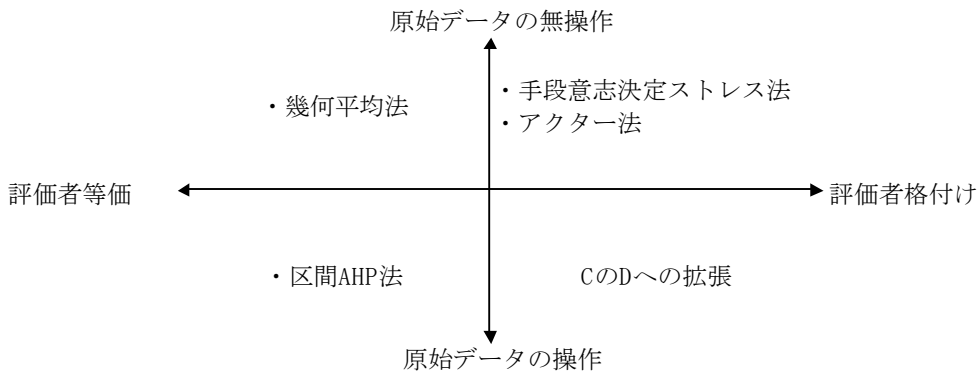 原始データの無操作
・幾何平均法
・手段意志決定ストレス法
・アクター法
評価者等価
評価者格付け
・区間AHP法
CのDへの拡張
原始データの操作